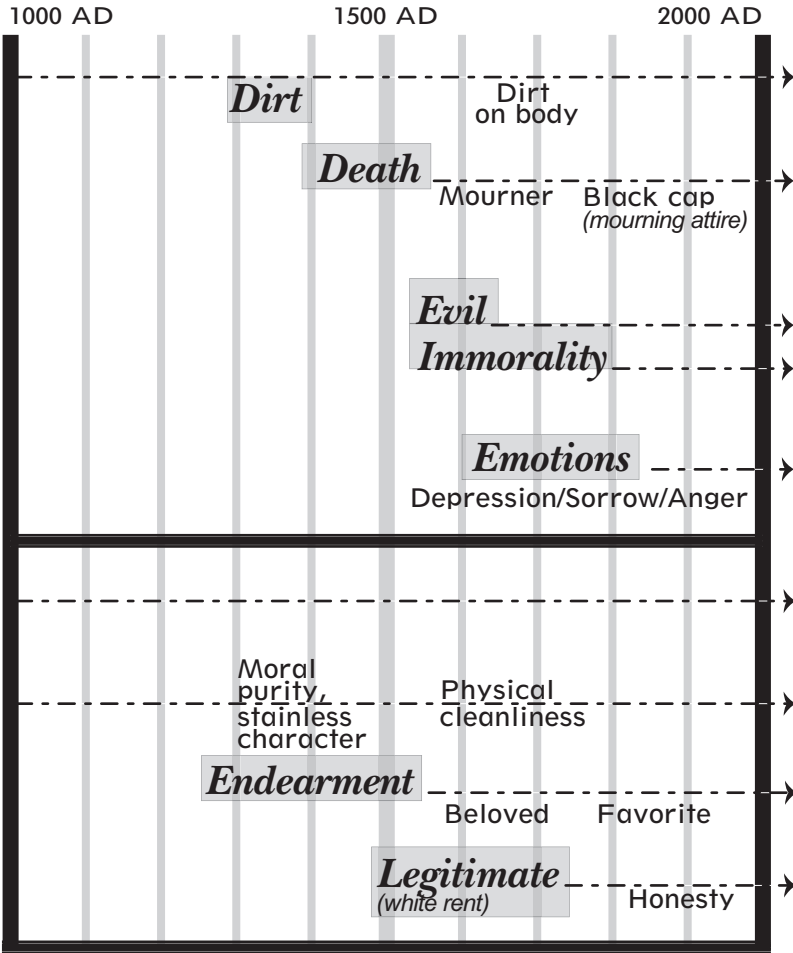 1000 AD 1500 AD 2000 AD
Dirt
Dirt
on body
Death
Mourner Black cap
(mourning attire)
Evil
Immorality
Emotions
Depression/Sorrow/Anger
Moral
purity,
stainless
character
Physical
cleanliness
Endearment
Beloved Favorite
Legitimate
(white rent)
Honesty